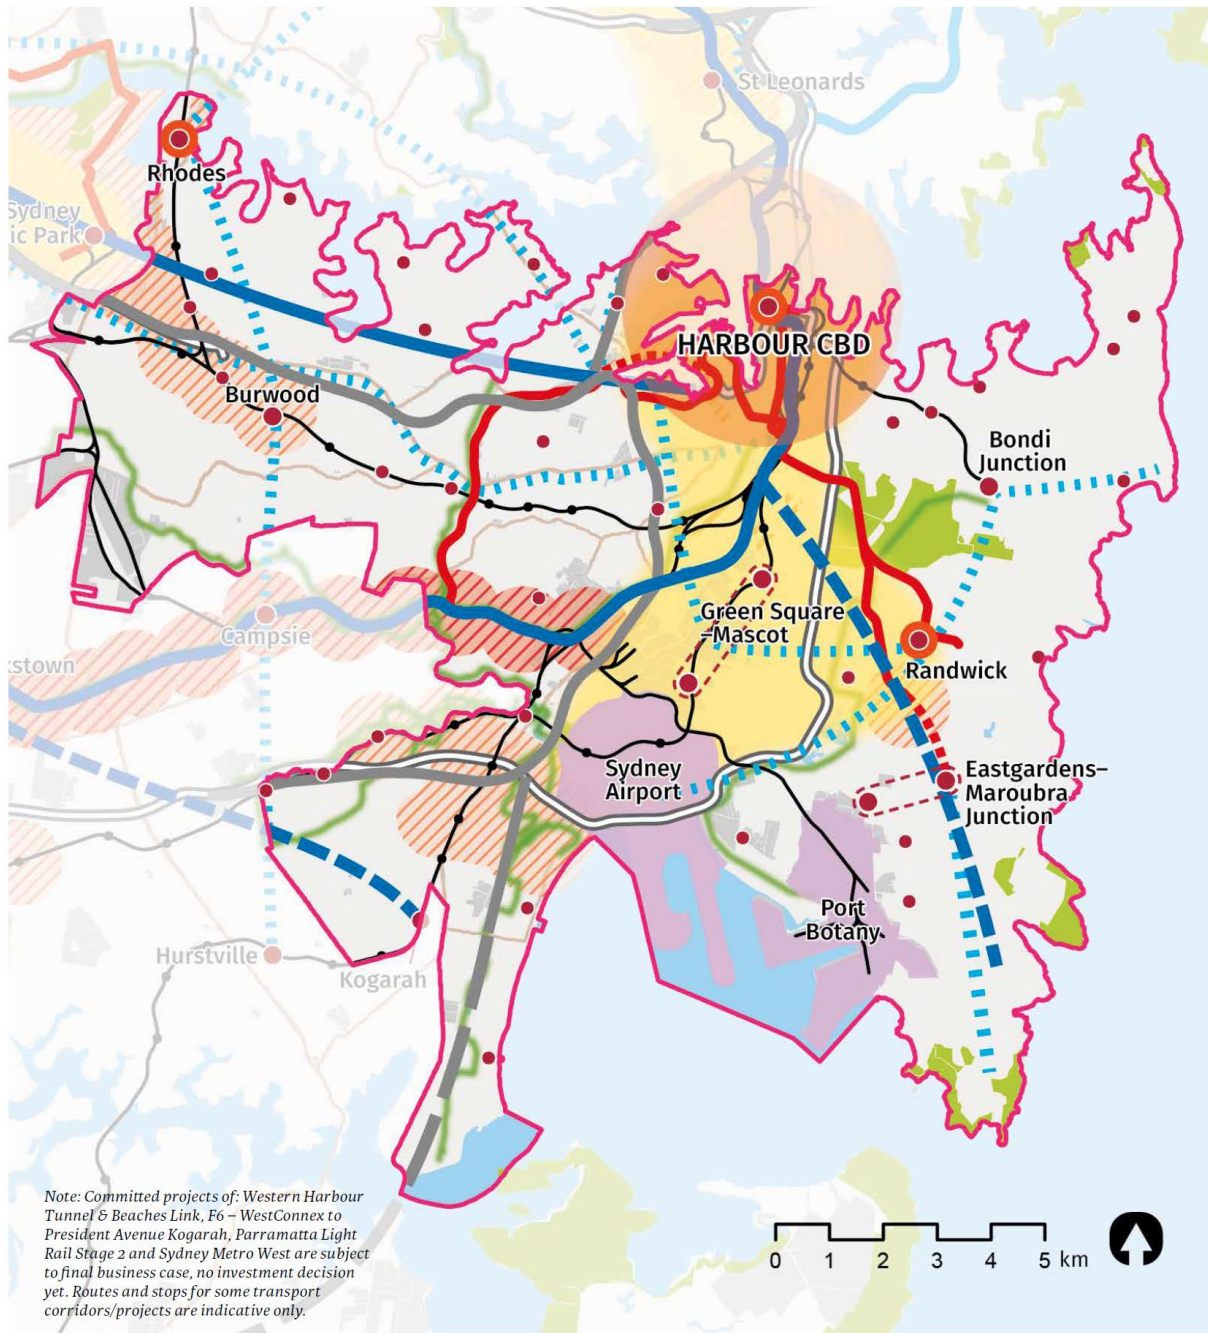 St Leonards
Rhodes
Sydney
ic Park
HARBOUR CBD
Burwood
Bondi
Junction
Green Square
–Mascot
Campsie
kstown
Randwick
Sydney
Airport
Eastgardens–
Maroubra
Junction
Port
Botany
Hurstville
Kogarah
Note: Committed projects of: Western Harbour
Tunnel & Beaches Link, F6 – WestConnex to
President Avenue Kogarah, Parramatta Light
Rail Stage 2 and Sydney Metro West are subject
to final business case, no investment decision
yet. Routes and stops for some transport
corridors/projects are indicative only.
0 1 2 3 4 5 km